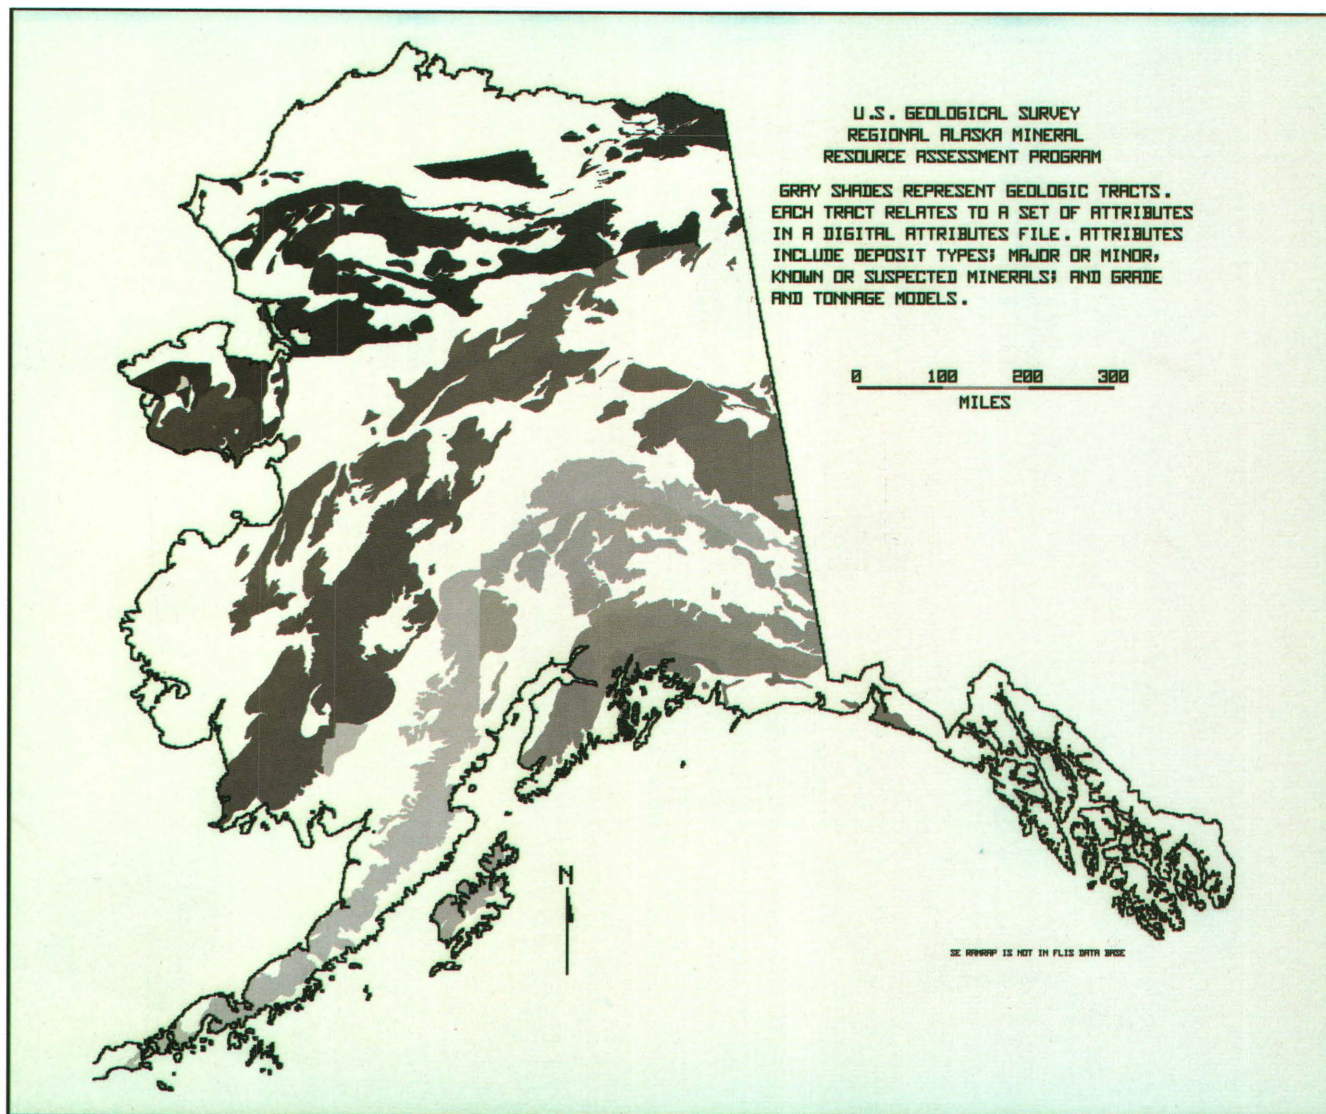 U.S. GEOLOGICAL SURVEY
REGIONAL ALASKA MINERAL
RESOURCE ASSESSMENT PROGRAM
GRAY SHADES REPRESENT GEOLOGIC TRACTS.
EACH TRACT RELATES TO A SET OF ATTRIBUTES
IN A DIGITAL ATTRIBUTES FILE. ATTRIBUTES
INCLUDE DEPOSIT TYPES; MAJOR OR MINOR,
KNOWN OR SUSPECTED MINERALS; AND GRADE
AND TONNAGE MODELS.
0 100 200 300
MILES
N
SE RAMRAP IS NOT IN FLIS DATA BASE